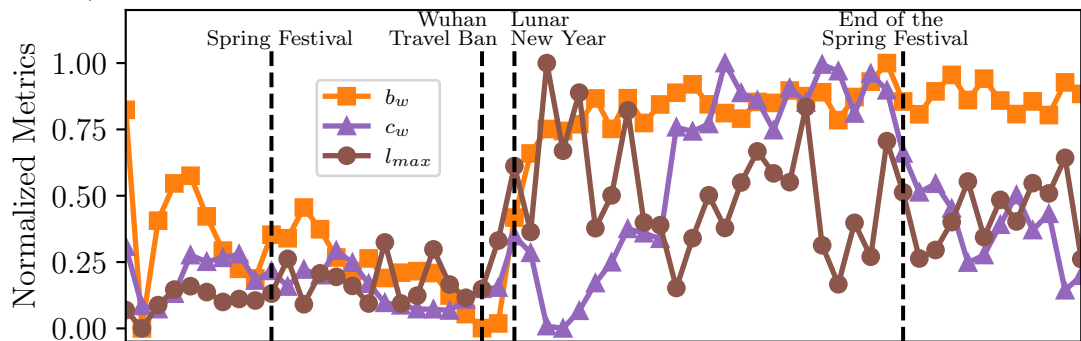 Wuhan Lunar End of the
Spring Festival Travel Ban New Year Spring Festival
1.00
0.75
0.50
0.25
0.00
Normalized Metrics
b_w
c_w
l_max